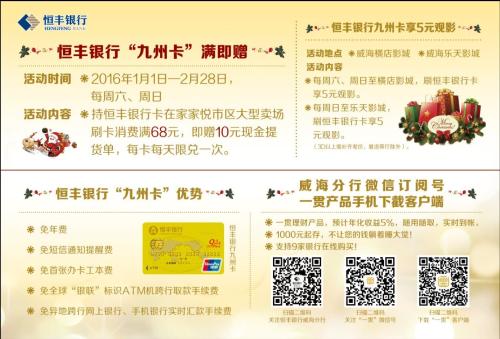 恒丰银行
HENGFENG BANK
恒丰银行“九州卡”满即赠
活动时间
✽ 2016年1月1日—2月28日，
每周六、周日
活动内容
✽ 持恒丰银行卡在家家悦市区大型卖场
刷卡消费满68元，即赠10元现金提
货单，每卡每天限兑一次。
恒丰银行九州卡享5元观影
活动地点 ✽ 威海横店影城 ✽ 威海乐天影城
活动内容：
✽ 每周六、周日至横店影城，刷恒丰银行卡
享5元观影。
✽ 每周日至乐天影城，
刷恒丰银行卡享5
元观影。
恒丰银行“九州卡”优势
✽ 免年费
✽ 免短信通知提醒费
✽ 免首张办卡工本费
✽ 免全球“银联”标识ATM机跨行取款手续费
✽ 免异地跨行网上银行、手机银行实时汇款手续费
恒丰银行
恒丰银行九州卡
威海分行微信订阅号
一贯产品手机下载客户端
✽ 一贯理财产品，预计年化收益5%，随用随取，实时到帐。
✽ 1000元起存，不让您的钱躺着睡大觉！
✽ 支持9家银行在线购买！
扫描二维码
关注恒丰银行威海分行
扫描二维码
关注“一贯”微信号
扫描二维码
下载“一贯”客户端